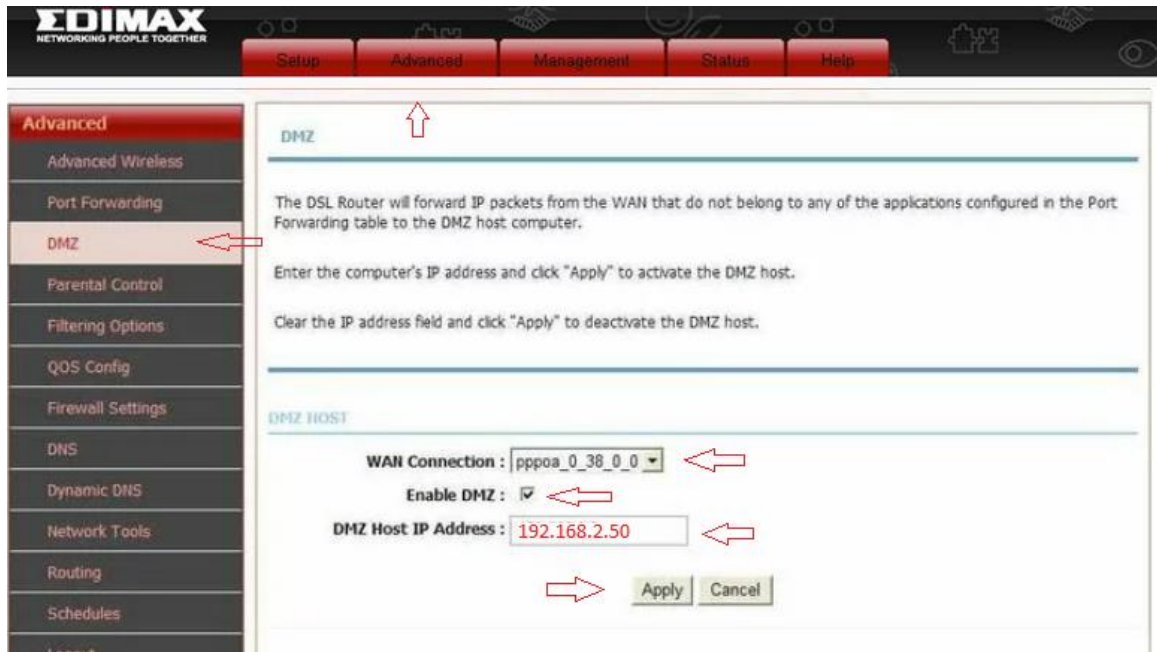 EDIMAX
NETWORKING PEOPLE TOGETHER
Setup
Advanced
Management
Status
Help
Advanced
Advanced Wireless
Port Forwarding
DMZ
Parental Control
Filtering Options
QOS Config
Firewall Settings
DNS
Dynamic DNS
Network Tools
Routing
Schedules
DMZ
The DSL Router will forward IP packets from the WAN that do not belong to any of the applications configured in the Port
Forwarding table to the DMZ host computer.
Enter the computer's IP address and click "Apply" to activate the DMZ host.
Clear the IP address field and click "Apply" to deactivate the DMZ host.
DMZ HOST
WAN Connection : pppoa_0_38_0_0
Enable DMZ :
DMZ Host IP Address : 192.168.2.50
Apply Cancel